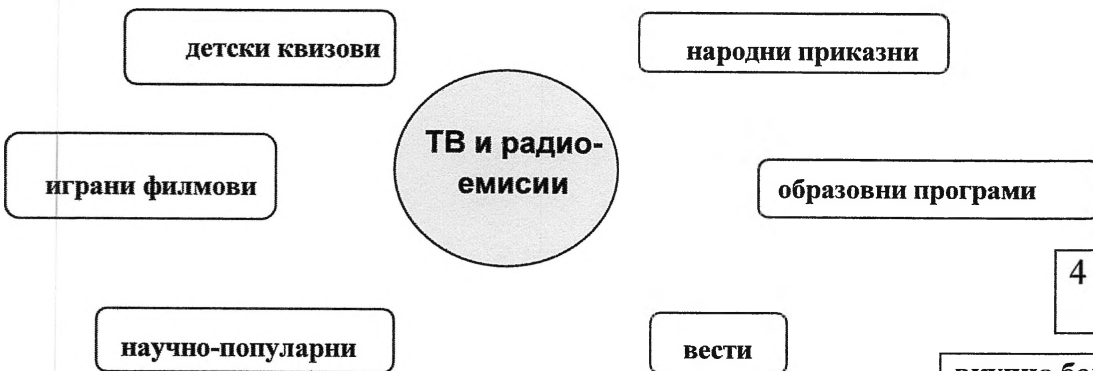 детски квизови
народни приказни
ТВ и радио-
емисии
играни филмови
образовни програми
4
научно-популарни
вести